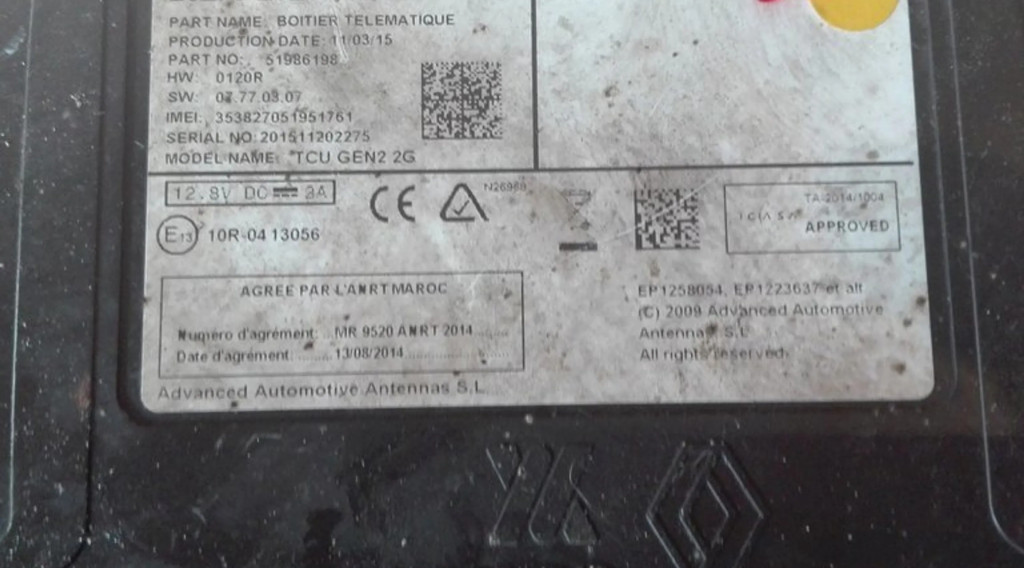 PART NAME: BOITIER TELEMATIQUE
PRODUCTION DATE: 11/03/15
PART NO: 51986198
HW: 0120R
SW: 07.77.03.07
IMEI: 353827051951761
SERIAL NO: 201511202275
MODEL NAME: TCU GEN2 2G
12.8V DC 3A
CE
N26968
E13 10R-04 13056
TA-2014/1004
ICASA
APPROVED
AGREE PAR L'ANRT MAROC
Numero d'agrément: MR 9520 ANRT 2014
Date d'agrément: 13/08/2014
Advanced Automotive Antennas S.L.
EP1258054, EP1223637 et alt
(C) 2009 Advanced Automotive
Antennas S.L
All rights reserved.